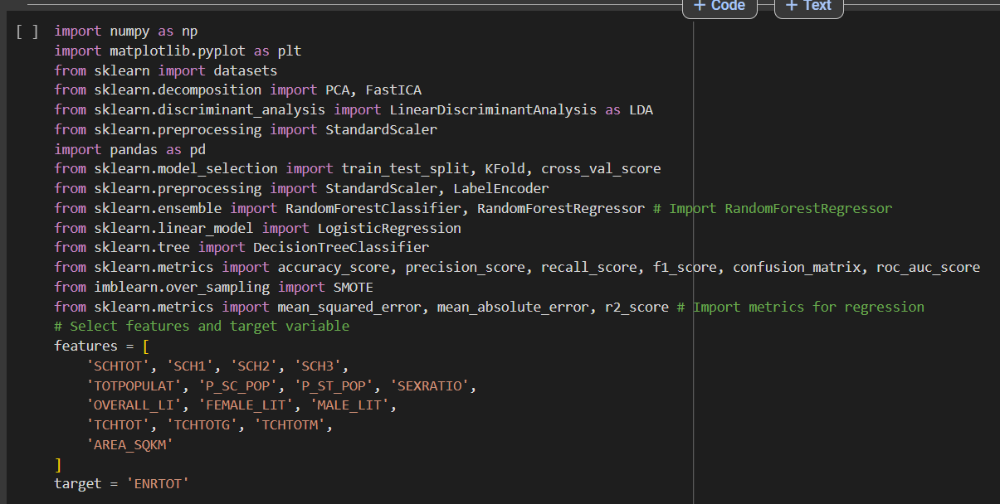 + Code + Text
[ ] import numpy as np
import matplotlib.pyplot as plt
from sklearn import datasets
from sklearn.decomposition import PCA, FastICA
from sklearn.discriminant_analysis import LinearDiscriminantAnalysis as LDA
from sklearn.preprocessing import StandardScaler
import pandas as pd
from sklearn.model_selection import train_test_split, KFold, cross_val_score
from sklearn.preprocessing import StandardScaler, LabelEncoder
from sklearn.ensemble import RandomForestClassifier, RandomForestRegressor # Import RandomForestRegressor
from sklearn.linear_model import LogisticRegression
from sklearn.tree import DecisionTreeClassifier
from sklearn.metrics import accuracy_score, precision_score, recall_score, f1_score, confusion_matrix, roc_auc_score
from imblearn.over_sampling import SMOTE
from sklearn.metrics import mean_squared_error, mean_absolute_error, r2_score # Import metrics for regression
# Select features and target variable
features = [
    'SCHTOT', 'SCH1', 'SCH2', 'SCH3',
    'TOTPOPULAT', 'P_SC_POP', 'P_ST_POP', 'SEXRATIO',
    'OVERALL_LI', 'FEMALE_LIT', 'MALE_LIT',
    'TCHTOT', 'TCHTOTG', 'TCHTOTM',
    'AREA_SQKM'
]
target = 'ENRTOT'